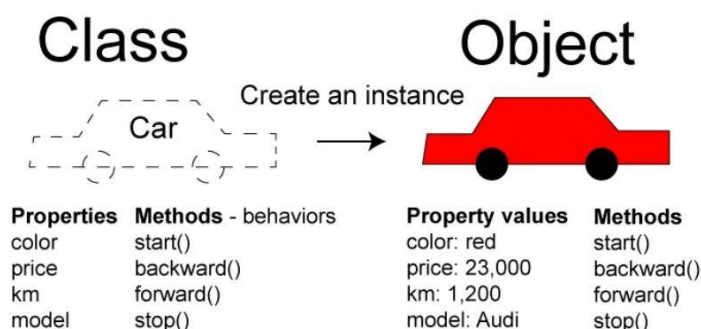 Class
Object
Create an instance
Car
Properties Methods - behaviors
color start()
price backward()
km forward()
model stop()
Property values Methods
color: red start()
price: 23,000 backward()
km: 1,200 forward()
model: Audi stop()